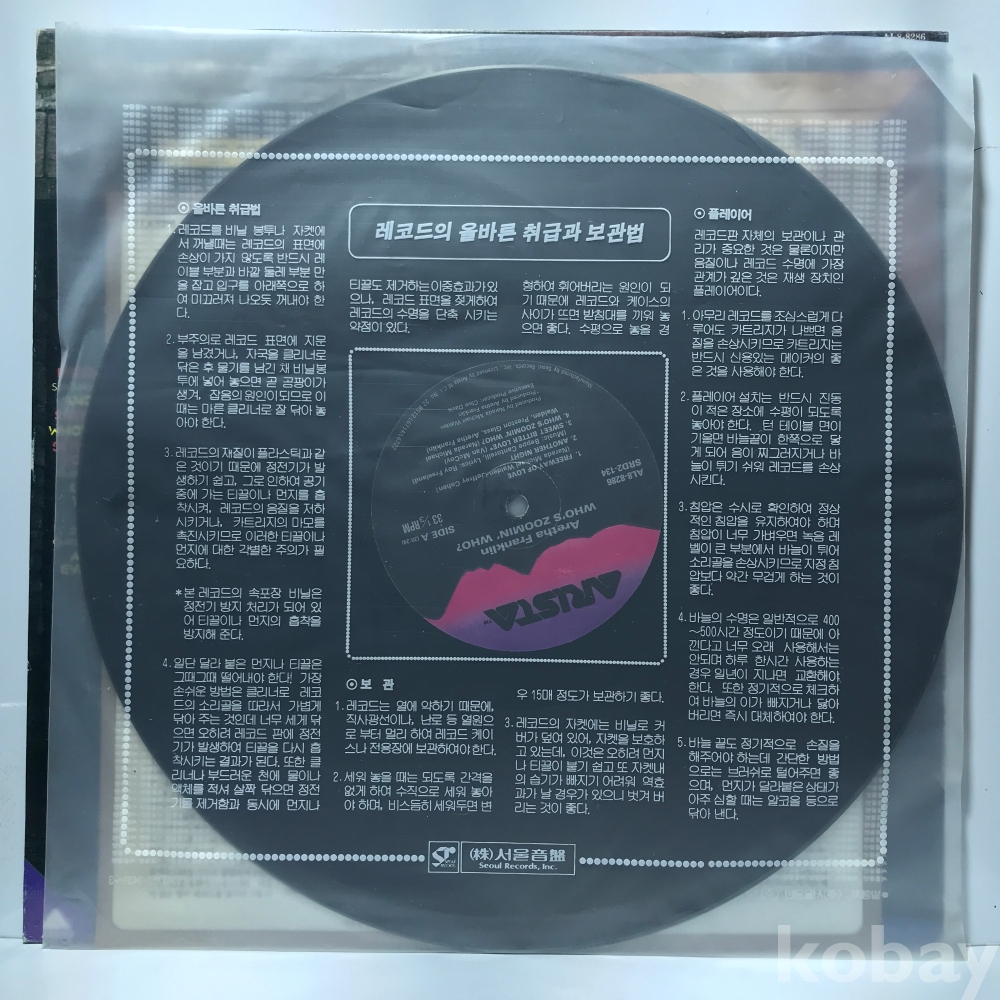 AL8-8286
레코드의 올바른 취급과 보관법
⊙ 올바른 취급법
1. 레코드를 비닐 봉투나 자켓에
서 꺼낼때는 레코드의 표면에
손상이 가지 않도록 반드시 레
이블 부분과 바깥 둘레 부분 만
을 잡고 입구를 아래쪽으로 하
여 미끄러져 나오듯 꺼내야 한
다.
2. 부주의로 레코드 표면에 지문
을 남겼거나, 자국을 클리너로
닦은 후 물기를 남긴 채 비닐봉
투에 넣어 놓으면 곧 곰팡이가
생겨, 잡음의 원인이 되므로 이
때는 마른 클리너로 잘 닦아 놓
아야 한다.
3. 레코드의 재질이 플라스틱과 같
은 것이기 때문에 정전기가 발
생하기 쉽고, 그로 인하여 공기
중에 가는 티끌이나 먼지를 흡
착시켜, 레코드의 음질을 저하
시키거나, 카트리지의 마모를
촉진시키므로 이러한 티끌이나
먼지에 대한 각별한 주의가 필
요하다.
*본 레코드의 속포장 비닐은
정전기 방지 처리가 되어 있
어 티끌이나 먼지의 흡착을
방지해 준다.
4. 일단 달라 붙은 먼지나 티끌은
그때그때 떨어내야 한다! 가장
손쉬운 방법은 클리너로 레코
드의 소리골을 따라서 가볍게
닦아 주는 것인데 너무 세게 닦
으면 오히려 레코드 판에 정전
기가 발생하여 티끌을 다시 흡
착시키는 결과가 된다. 또한 클
리너나 부드러운 천에 물이나
액체를 적셔 살짝 닦으면 정전
기를 제거함과 동시에 먼지나
티끌도 제거하는 이중효과가 있
으나, 레코드 표면을 젖게하여
레코드의 수명을 단축 시키는
약점이 있다.
⊙ 보 관
1. 레코드는 열에 약하기 때문에,
직사광선이나, 난로 등 열원으
로 부터 멀리 하여 레코드 케이
스나 전용장에 보관하여야 한다.
2. 세워 놓을 때는 되도록 간격을
없게 하여 수직으로 세워 놓아
야 하며, 비스듬히 세워두면 변
형하여 휘어버리는 원인이 되
기 때문에 레코드와 케이스의
사이가 뜨면 받침대를 끼워 놓
으면 좋다. 수평으로 놓을 경
우 15매 정도가 보관하기 좋다.
3. 레코드의 자켓에는 비닐로 커
버가 덮여 있어, 자켓을 보호하
고 있는데, 이것은 오히려 먼지
나 티끌이 붙기 쉽고 또 자켓내
의 습기가 빠지기 어려워 역효
과가 날 경우가 있으니 벗겨 버
리는 것이 좋다.
⊙ 플레이어
레코드판 자체의 보관이나 관
리가 중요한 것은 물론이지만
음질이나 레코드 수명에 가장
관계가 깊은 것은 재생 장치인
플레이어이다.
1. 아무리 레코드를 조심스럽게 다
루어도 카트리지가 나쁘면 음
질을 손상시키므로 카트리지는
반드시 신용있는 메이커의 좋
은 것을 사용해야 한다.
2. 플레이어 설치는 반드시 진동
이 적은 장소에 수평이 되도록
놓아야 한다. 턴 테이블 면이
기울면 바늘끝이 한쪽으로 닿
게 되어 음이 찌그러지거나 바
늘이 튀기 쉬워 레코드를 손상
시킨다.
3. 침압은 수시로 확인하여 정상
적인 침압을 유지하여야 하며
침압이 너무 가벼우면 녹음 레
벨이 큰 부분에서 바늘이 튀어
소리골을 손상시키므로 지정 침
압보다 약간 무겁게 하는 것이
좋다.
4. 바늘의 수명은 일반적으로 400
~500시간 정도이기 때문에 아
낀다고 너무 오래 사용해서는
안되며 하루 한시간 사용하는
경우 일년이 지나면 교환해야
한다. 또한 정기적으로 체크하
여 바늘의 이가 빠지거나 닳아
버리면 즉시 대체하여야 한다.
5. 바늘 끝도 정기적으로 손질을
해주어야 하는데 간단한 방법
으로는 브러쉬로 털어주면 좋
으며, 먼지가 달라붙은 상태가
아주 심할 때는 알코올 등으로
닦아 낸다.
ARISTA
Aretha Franklin
WHO'S ZOOMIN' WHO?
SIDE A
33 1/3 RPM
AL8-8286
SRD2-134
1. FREEWAY OF LOVE
2. ANOTHER NIGHT
3. SWEET BITTER LOVE (Van McCoy)
4. WHO'S ZOOMIN' WHO?
(株)서울音盤
Seoul Records, Inc.
kobay